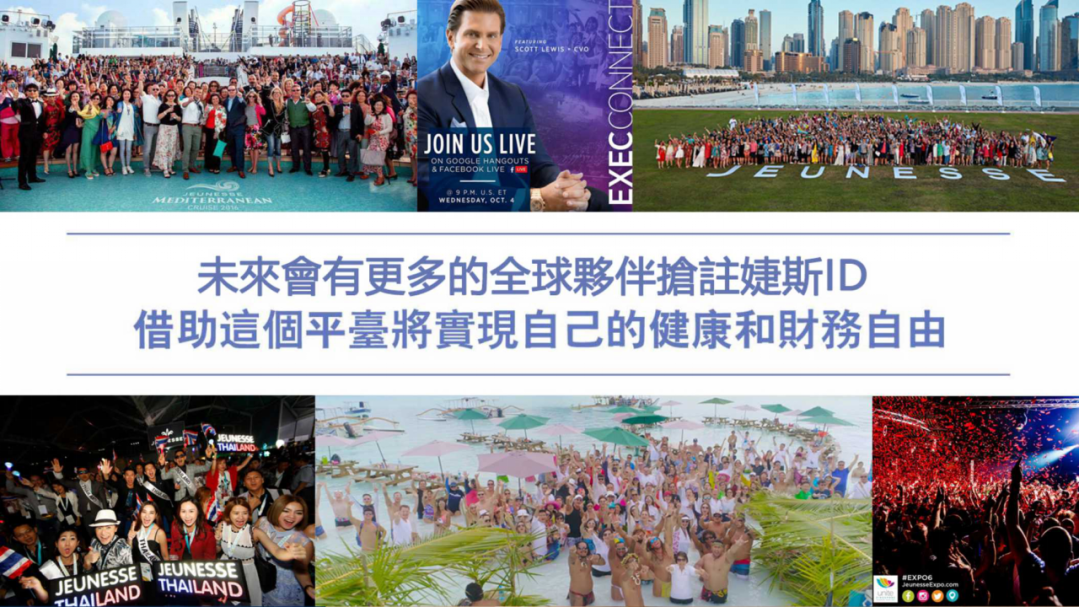 FEATURING
SCOTT LEWIS • CVO
JOIN US LIVE
ON GOOGLE HANGOUTS
& FACEBOOK LIVE f LIVE
@ 9 P.M. U.S. ET
WEDNESDAY, OCT. 4
EXECCONNECT
JEUNESSE
MEDITERRANEAN
CRUISE 2016
JEUNESSE
未來會有更多的全球夥伴搶註婕斯ID
借助這個平臺將實現自己的健康和財務自由
JEUNESSE
THAILAND
JEUNESSE
THAILAND
JEUNESSE
THAILAND
#EXPO6
JeunesseExpo.com
unite